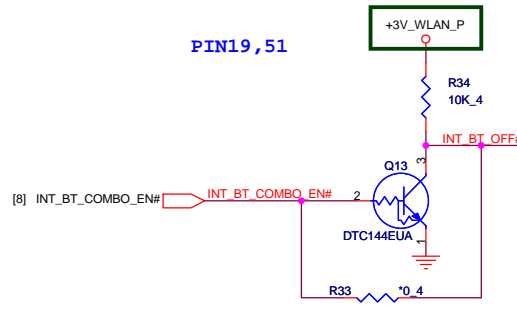 +3V_WLAN_P
PIN19,51
R34
10K_4
INT_BT_OFF#
3
Q13
[8] INT_BT_COMBO_EN#
INT_BT_COMBO_EN#
2
DTC144EUA
1
R33
*0_4